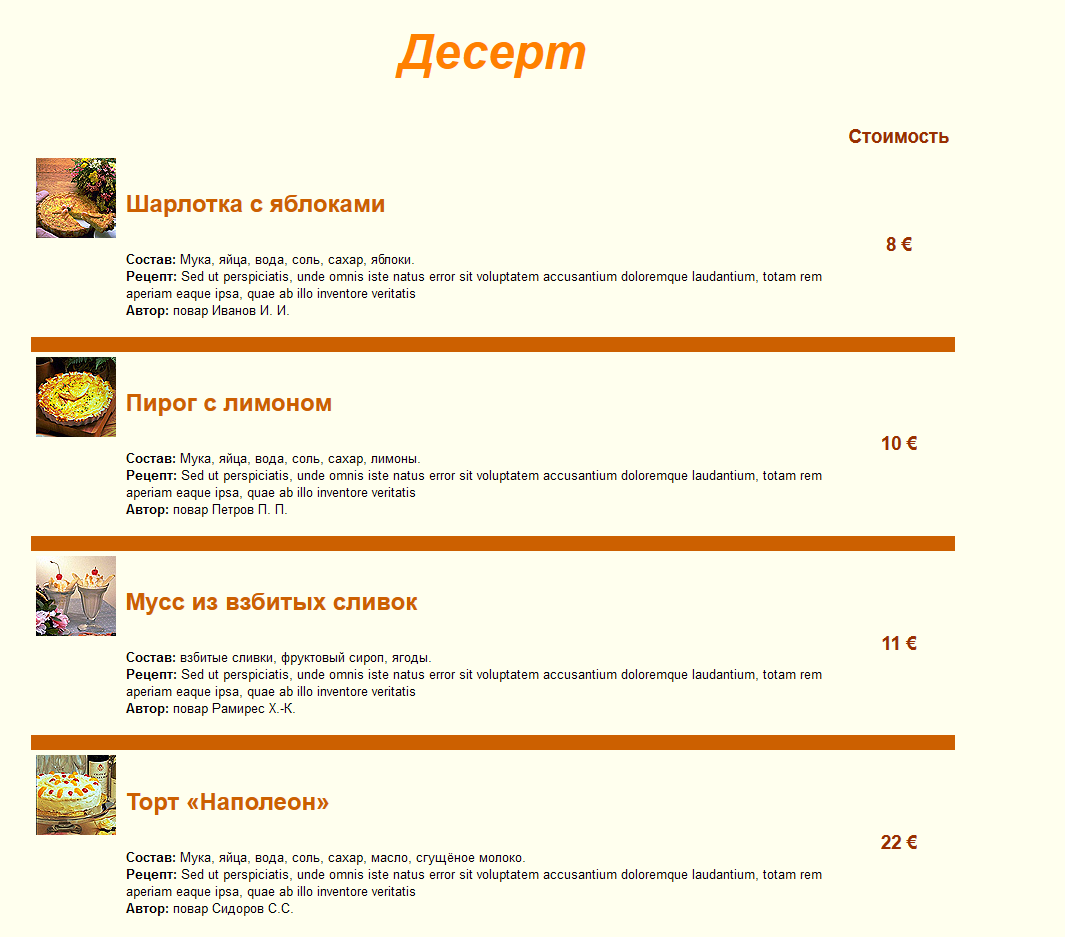 Десерт
Стоимость
Шарлотка с яблоками
8 €
Состав: Мука, яйца, вода, соль, сахар, яблоки.
Рецепт: Sed ut perspiciatis, unde omnis iste natus error sit voluptatem accusantium doloremque laudantium, totam rem
aperiam eaque ipsa, quae ab illo inventore veritatis
Автор: повар Иванов И. И.
Пирог с лимоном
10 €
Состав: Мука, яйца, вода, соль, сахар, лимоны.
Рецепт: Sed ut perspiciatis, unde omnis iste natus error sit voluptatem accusantium doloremque laudantium, totam rem
aperiam eaque ipsa, quae ab illo inventore veritatis
Автор: повар Петров П. П.
Мусс из взбитых сливок
11 €
Состав: взбитые сливки, фруктовый сироп, ягоды.
Рецепт: Sed ut perspiciatis, unde omnis iste natus error sit voluptatem accusantium doloremque laudantium, totam rem
aperiam eaque ipsa, quae ab illo inventore veritatis
Автор: повар Рамирес Х.-К.
Торт «Наполеон»
22 €
Состав: Мука, яйца, вода, соль, сахар, масло, сгущёное молоко.
Рецепт: Sed ut perspiciatis, unde omnis iste natus error sit voluptatem accusantium doloremque laudantium, totam rem
aperiam eaque ipsa, quae ab illo inventore veritatis
Автор: повар Сидоров С.С.